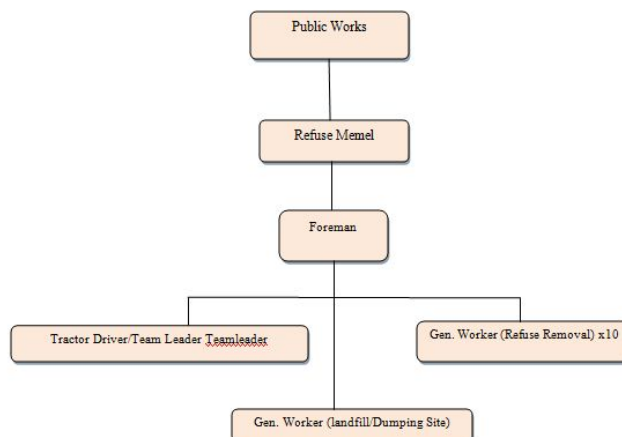 Public Works
Refuse Memel
Foreman
Tractor Driver/Team Leader Teamleader
Gen. Worker (Refuse Removal) x10
Gen. Worker (landfill/Dumping Site)